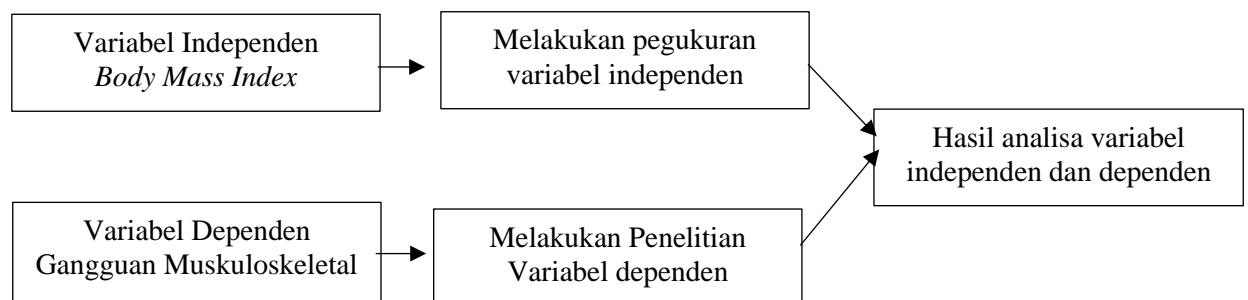 Variabel Independen
Body Mass Index
Melakukan pegukuran
variabel independen
Hasil analisa variabel
independen dan dependen
Variabel Dependen
Gangguan Muskuloskeletal
Melakukan Penelitian
Variabel dependen